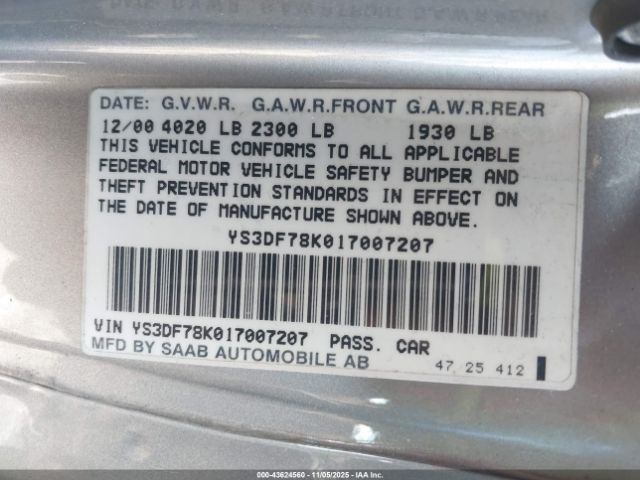 DATE: G.V.W.R. G.A.W.R.FRONT G.A.W.R.REAR
12/00 4020 LB 2300 LB 1930 LB
THIS VEHICLE CONFORMS TO ALL APPLICABLE
FEDERAL MOTOR VEHICLE SAFETY BUMPER AND
THEFT PREVENTION STANDARDS IN EFFECT ON
THE DATE OF MANUFACTURE SHOWN ABOVE.
YS3DF78K017007207
VIN YS3DF78K017007207 PASS. CAR
MFD BY SAAB AUTOMOBILE AB
47 25 412
000-43624560 - 11/05/2025 - IAA Inc.